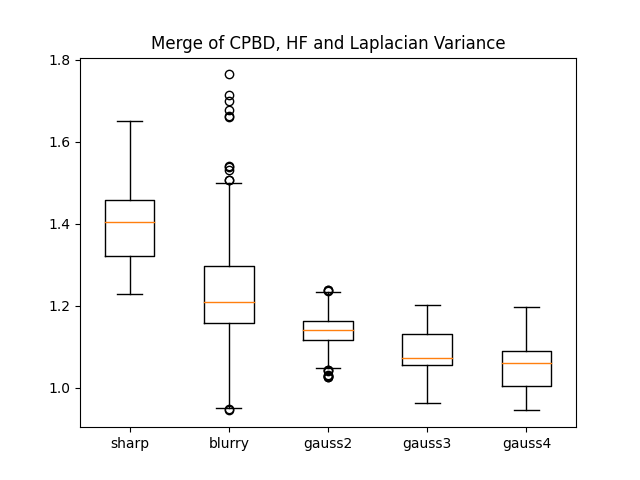 Merge of CPBD, HF and Laplacian Variance
1.8
1.6
1.4
1.2
1.0
sharp blurry gauss2 gauss3 gauss4